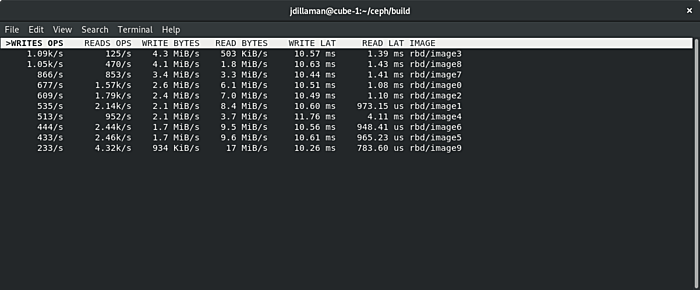 jdillaman@cube-1:~/ceph/build ×
File Edit View Search Terminal Help
>WRITES OPS READS OPS WRITE BYTES READ BYTES WRITE LAT READ LAT IMAGE
1.09k/s 125/s 4.3 MiB/s 503 KiB/s 10.57 ms 1.39 ms rbd/image3
1.05k/s 470/s 4.1 MiB/s 1.8 MiB/s 10.63 ms 1.43 ms rbd/image8
866/s 853/s 3.4 MiB/s 3.3 MiB/s 10.44 ms 1.41 ms rbd/image7
677/s 1.57k/s 2.6 MiB/s 6.1 MiB/s 10.51 ms 1.08 ms rbd/image0
609/s 1.79k/s 2.4 MiB/s 7.0 MiB/s 10.49 ms 1.10 ms rbd/image2
535/s 2.14k/s 2.1 MiB/s 8.4 MiB/s 10.60 ms 973.15 us rbd/image1
513/s 952/s 2.1 MiB/s 3.7 MiB/s 11.76 ms 4.11 ms rbd/image4
444/s 2.44k/s 1.7 MiB/s 9.5 MiB/s 10.56 ms 948.41 us rbd/image6
433/s 2.46k/s 1.7 MiB/s 9.6 MiB/s 10.61 ms 965.23 us rbd/image5
233/s 4.32k/s 934 KiB/s 17 MiB/s 10.26 ms 783.60 us rbd/image9